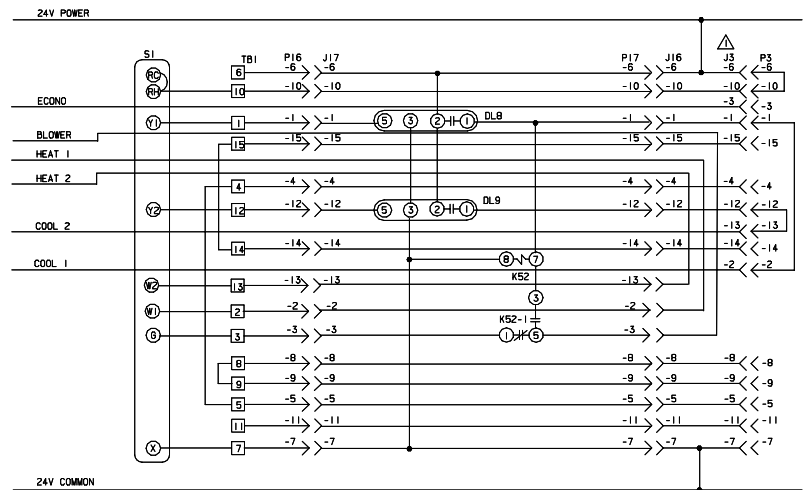 24V POWER
S1 TB1 P16 J17 P17 J16 J3 P3
1
RC 6 -6 -6 -6 -6 -6 -6
RH 10 -10 -10 -10 -10 -10 -10
ECONO -3 -3
Y1 1 -1 -1 5 3 2 1 DL8 -1 -1 -1 -1
BLOWER
15 -15 -15 -15 -15 -15 -15
HEAT 1
HEAT 2
4 -4 -4 -4 -4 -4 -4
Y2 12 -12 -12 5 3 2 1 DL9 -12 -12 -12 -12
COOL 2 -13 -13
14 -14 -14 -14 -14 -14 -14
8 7
COOL 1 -2 -2
K52
W2 13 -13 -13 -13
3
W1 2 -2 -2 -2
K52-1
G 3 -3 -3 1 5 -3
8 -8 -8 -8 -8 -8 -8
9 -9 -9 -9 -9 -9 -9
5 -5 -5 -5 -5 -5 -5
11 -11 -11 -11 -11 -11 -11
X 7 -7 -7 -7 -7 -7 -7
24V COMMON